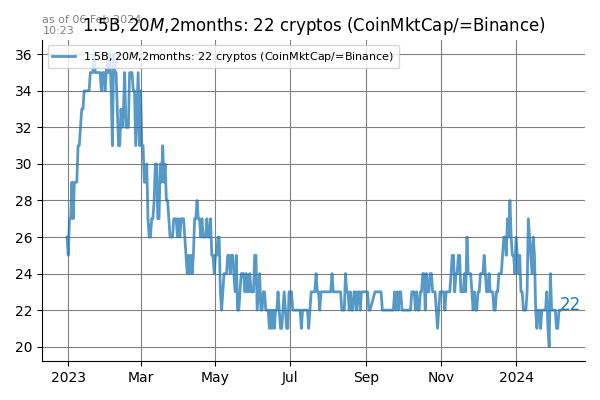 as of 06 Feb 2024
10:23
1.5B, 20M,2months: 22 cryptos (CoinMktCap/=Binance)
1.5B, 20M,2months: 22 cryptos (CoinMktCap/=Binance)
36
34
32
30
28
26
24
22
20
22
2023 Mar May Jul Sep Nov 2024